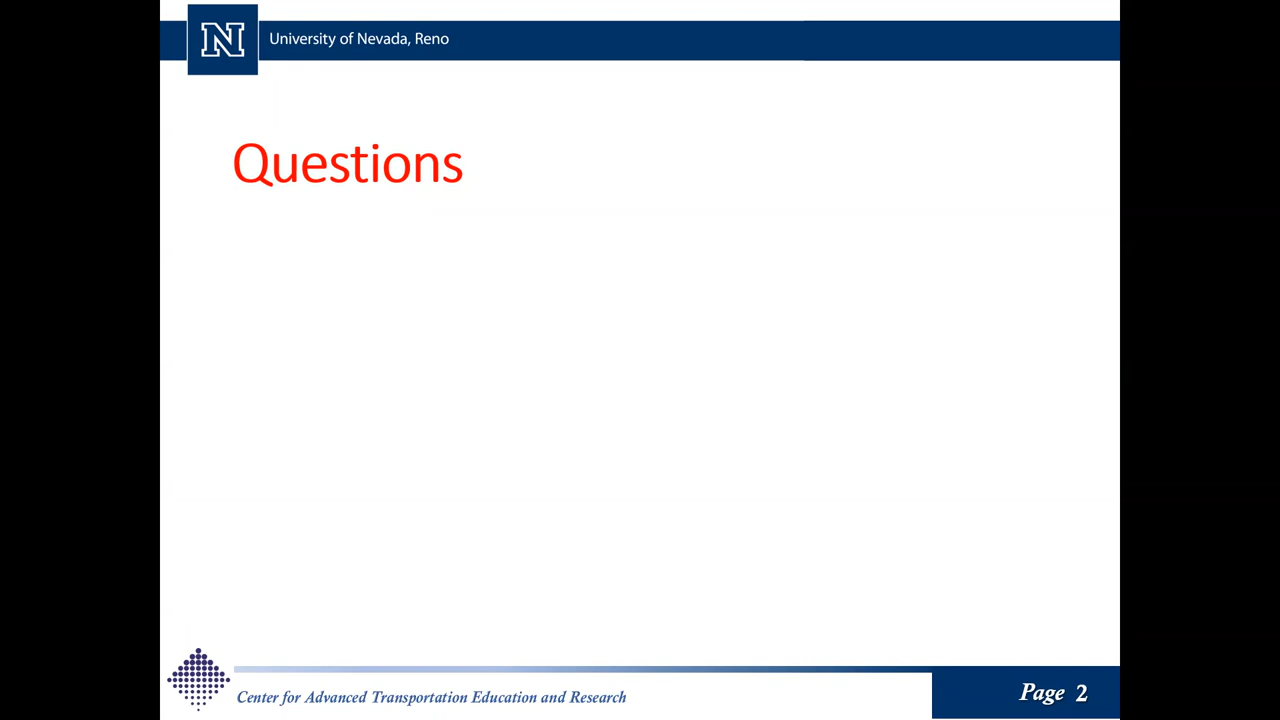 N
University of Nevada, Reno
Questions
Center for Advanced Transportation Education and Research
Page 2